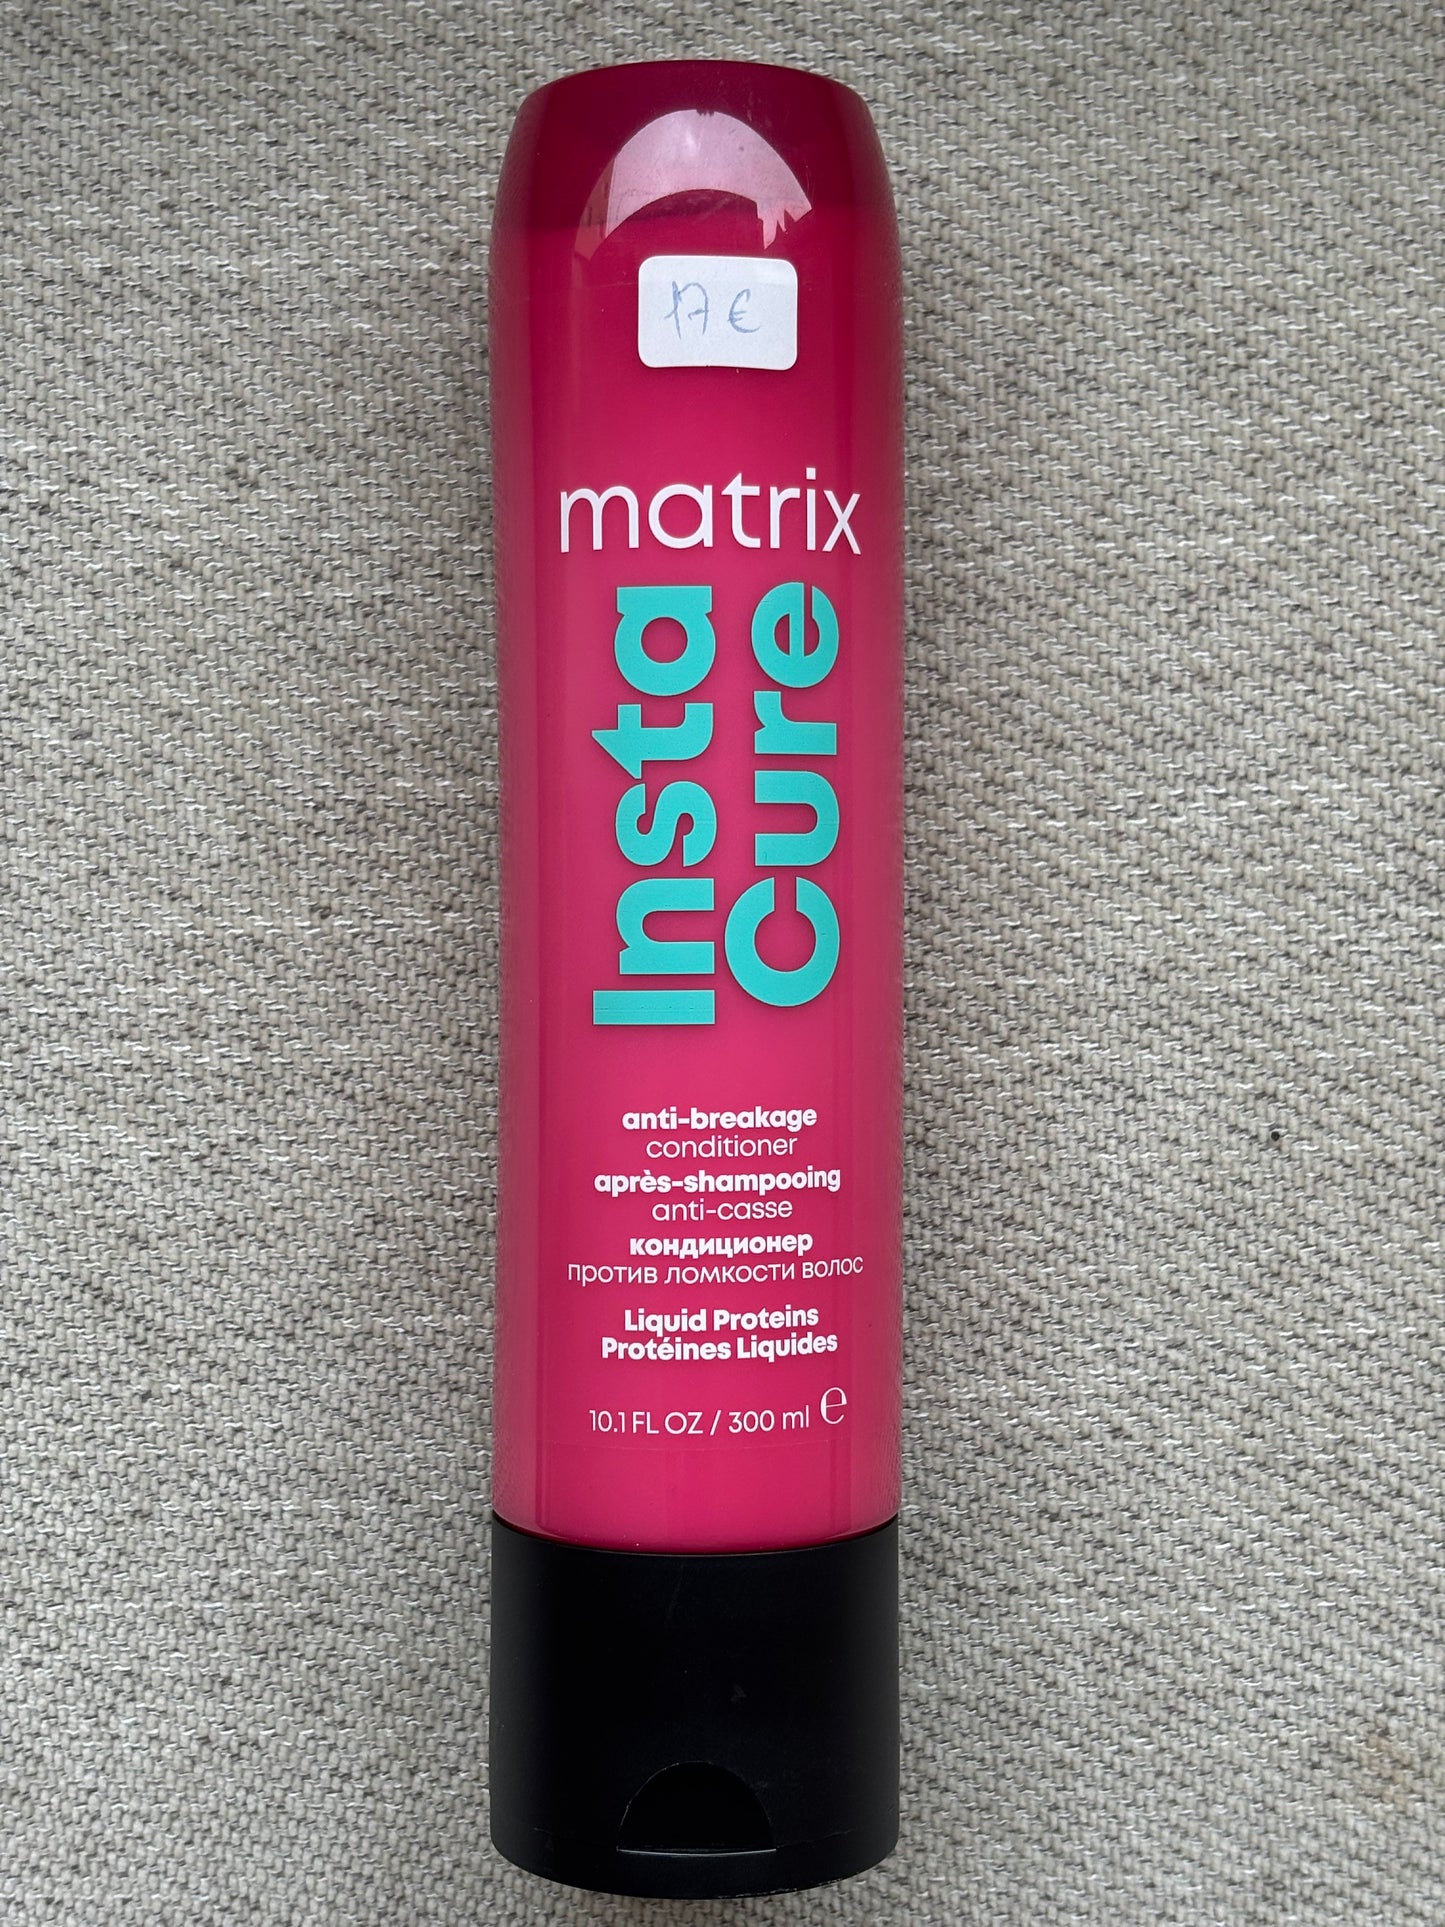 17 €
matrix
Insta
Cure
anti-breakage
conditioner
après-shampooing
anti-casse
кондиционер
против ломкости волос
Liquid Proteins
Protéines Liquides
10.1 FL OZ / 300 ml ℮